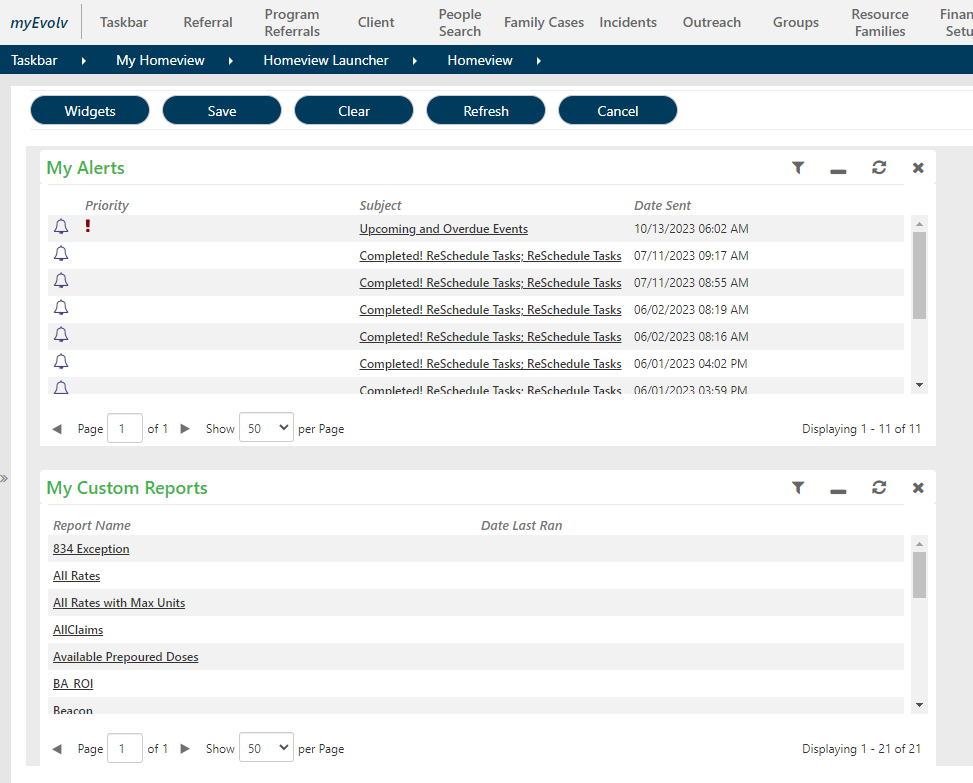 myEvolv Taskbar Referral Program Referrals Client People Search Family Cases Incidents Outreach Groups Resource Families Finan Setu
Taskbar My Homeview Homeview Launcher Homeview
Widgets Save Clear Refresh Cancel
My Alerts
Priority Subject Date Sent
! Upcoming and Overdue Events 10/13/2023 06:02 AM
Completed! ReSchedule Tasks; ReSchedule Tasks 07/11/2023 09:17 AM
Completed! ReSchedule Tasks; ReSchedule Tasks 07/11/2023 08:55 AM
Completed! ReSchedule Tasks; ReSchedule Tasks 06/02/2023 08:19 AM
Completed! ReSchedule Tasks; ReSchedule Tasks 06/02/2023 08:16 AM
Completed! ReSchedule Tasks; ReSchedule Tasks 06/01/2023 04:02 PM
Completed! ReSchedule Tasks; ReSchedule Tasks 06/01/2023 03:59 PM
Page 1 of 1 Show 50 per Page Displaying 1 - 11 of 11
My Custom Reports
Report Name Date Last Ran
834 Exception
All Rates
All Rates with Max Units
AllClaims
Available Prepoured Doses
BA_ROI
Beacon
Page 1 of 1 Show 50 per Page Displaying 1 - 21 of 21